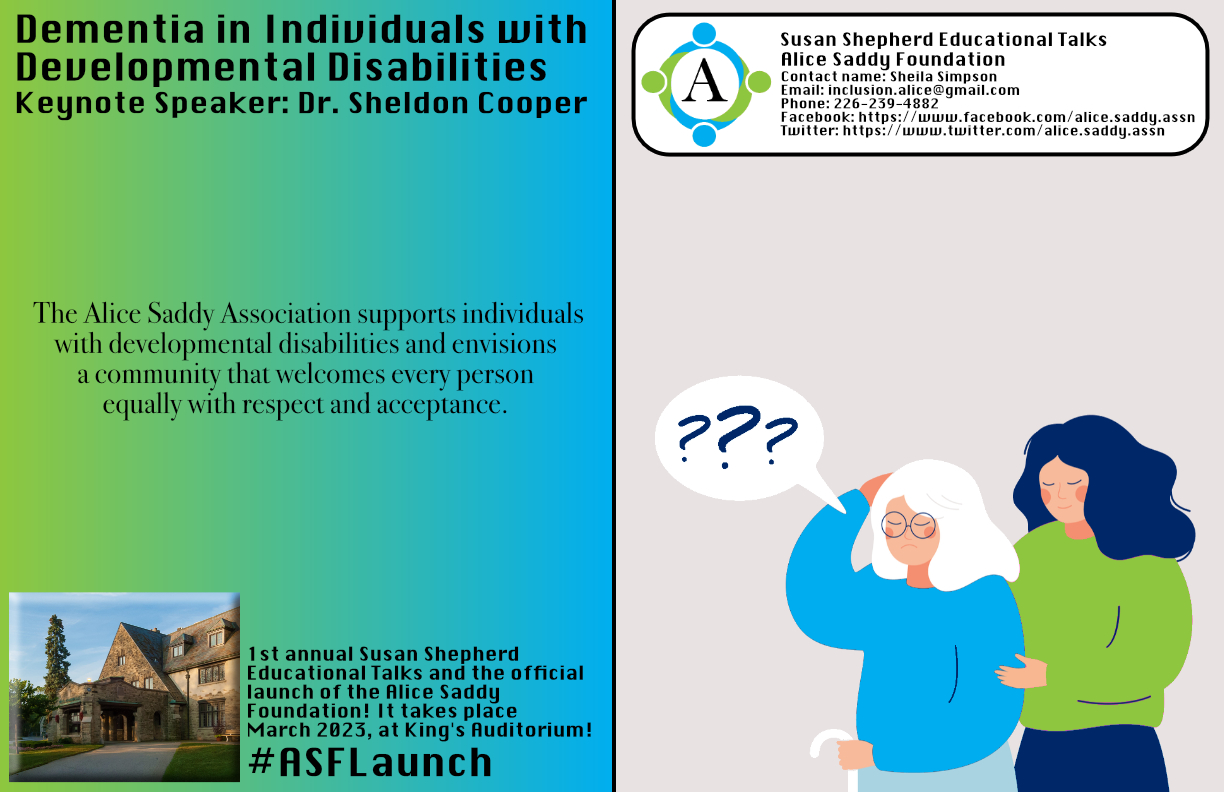 Dementia in Individuals with
Developmental Disabilities
Keynote Speaker: Dr. Sheldon Cooper
The Alice Saddy Association supports individuals
with developmental disabilities and envisions
a community that welcomes every person
equally with respect and acceptance.
1st annual Susan Shepherd
Educational Talks and the official
launch of the Alice Saddy
Foundation! It takes place
March 2023, at King's Auditorium!
#ASFLaunch
A
Susan Shepherd Educational Talks
Alice Saddy Foundation
Contact name: Sheila Simpson
Email: inclusion.alice@gmail.com
Phone: 226-239-4882
Facebook: https://www.facebook.com/alice.saddy.assn
Twitter: https://www.twitter.com/alice.saddy.assn
???